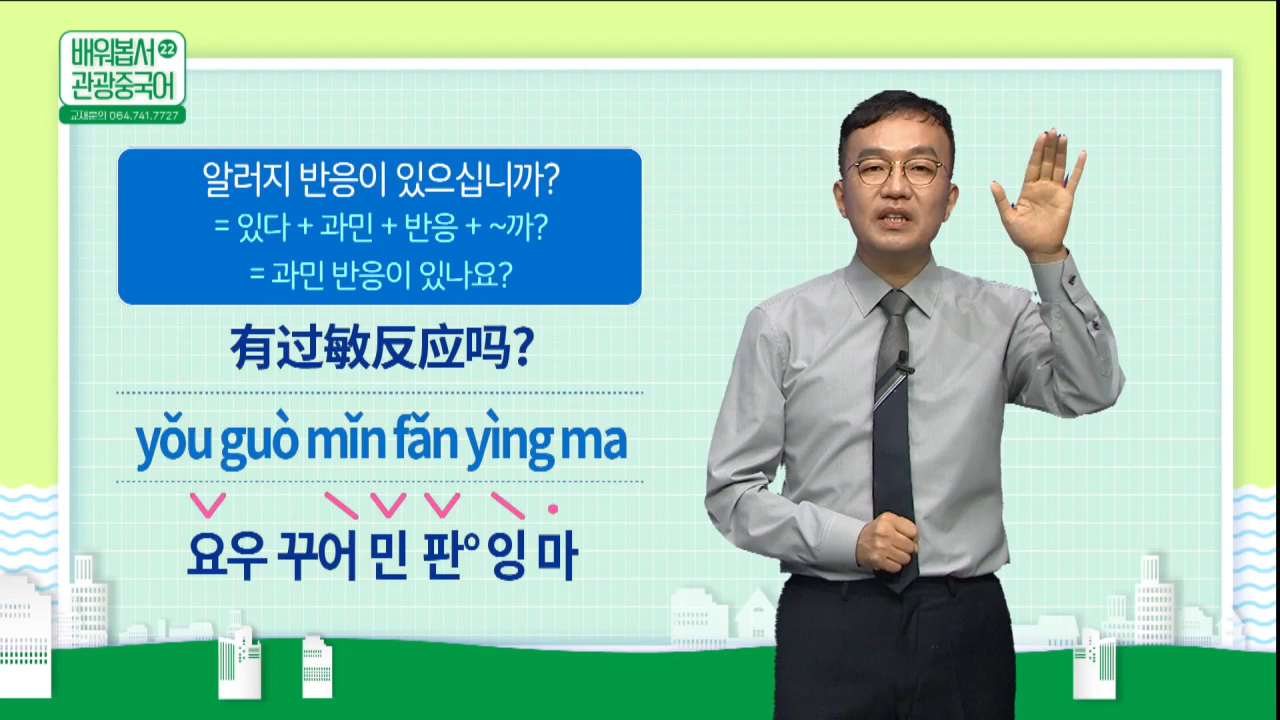 배워봅서 22
관광중국어
교재문의 064.741.7727
알러지 반응이 있으십니까?
= 있다 + 과민 + 반응 + ~까?
= 과민 반응이 있나요?
有过敏反应吗?
yǒu guò mǐn fǎn yìng ma
요우 꾸어 민 판° 잉 마